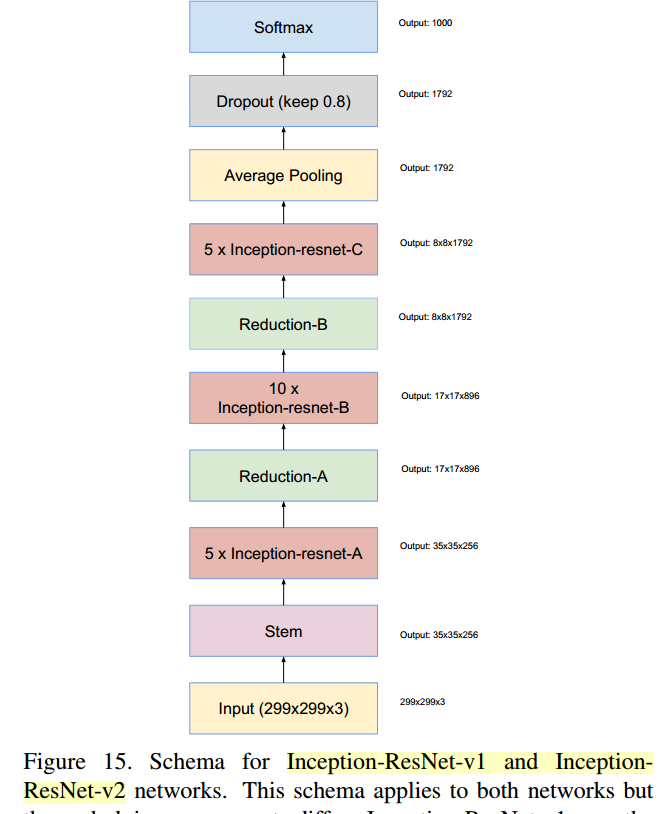 Softmax
Output: 1000
Dropout (keep 0.8)
Output: 1792
Average Pooling
Output: 1792
5 x Inception-resnet-C
Output: 8x8x1792
Reduction-B
Output: 8x8x1792
10 x
Inception-resnet-B
Output: 17x17x896
Reduction-A
Output: 17x17x896
5 x Inception-resnet-A
Output: 35x35x256
Stem
Output: 35x35x256
Input (299x299x3)
299x299x3
Figure 15. Schema for Inception-ResNet-v1 and Inception-
ResNet-v2 networks. This schema applies to both networks but